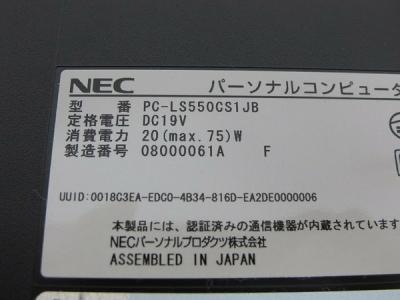 NEC パーソナルコンピュータ
型 番 PC-LS550CS1JB
定格電圧 DC19V
消費電力 20(max.75)W
製造番号 08000061A F
UUID:0018C3EA-EDC0-4B34-816D-EA2DE0000006
本製品には、認証済みの通信機器が内蔵されています
NECパーソナルプロダクツ株式会社
ASSEMBLED IN JAPAN